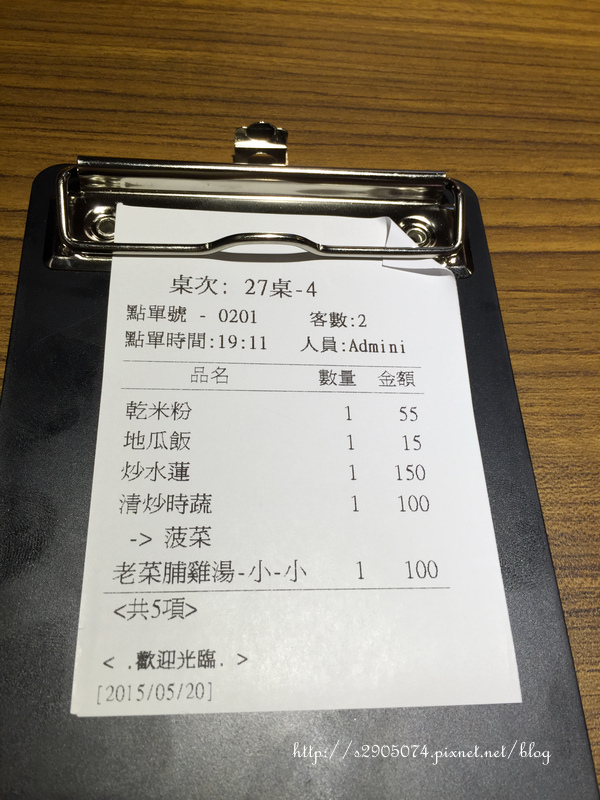 桌次: 27桌-4
點單號 - 0201 客數:2
點單時間:19:11 人員:Admini
品名 數量 金額
乾米粉 1 55
地瓜飯 1 15
炒水蓮 1 150
清炒時蔬 1 100
-> 菠菜
老菜脯雞湯-小-小 1 100
<共5項>
< .歡迎光臨. >
[2015/05/20]
http://s2905074.pixnet.net/blog